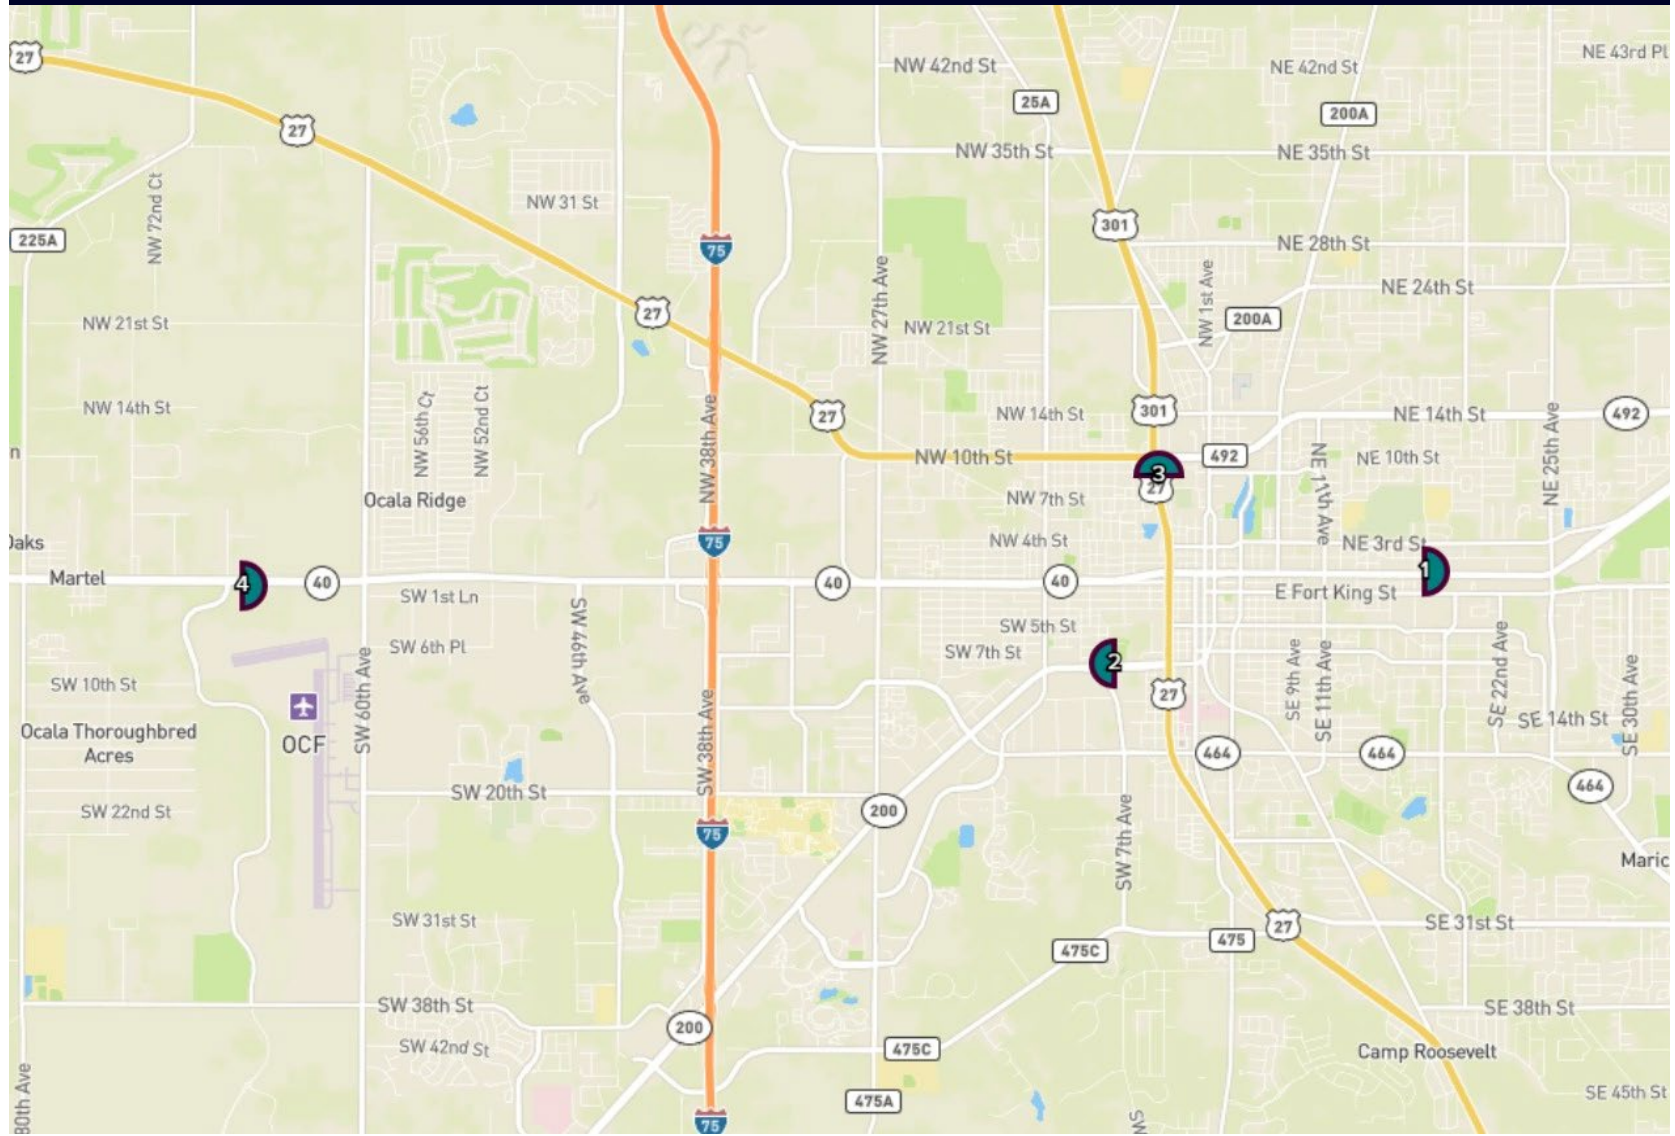 27
NW 42nd St
NE 42nd St
NE 43rd Pl
25A
200A
27
NW 35th St
NE 35th St
NW 72nd Ct
NW 31 St
225A
301
75
NE 28th St
NW 27th Ave
NW 1st Ave
NE 24th St
27
200A
NW 21st St
NW 21st St
NW 14th St
NW 56th Ct
NW 52nd Ct
NW 38th Ave
27
NW 14th St
301
NE 14th St
492
NE 25th Ave
n
NW 10th St
492
NE 10th St
NE 11th Ave
3
27
Ocala Ridge
NW 7th St
Oaks
75
NW 4th St
NE 3rd St
Martel
4
40
40
40
1
SW 1st Ln
E Fort King St
SW 46th Ave
SW 5th St
SW 6th Pl
SW 7th St
2
SW 60th Ave
SE 9th Ave
SE 11th Ave
SE 22nd Ave
SE 30th Ave
SW 10th St
27
SW 38th Ave
SE 14th St
Ocala Thoroughbred
Acres
OCF
464
464
464
SW 20th St
SW 22nd St
200
75
SW 7th Ave
Maric
SW 31st St
SE 31st St
27
475
475C
SW 38th St
SE 38th St
200
SW 42nd St
475C
Camp Roosevelt
80th Ave
475A
SE 45th St
75
SW